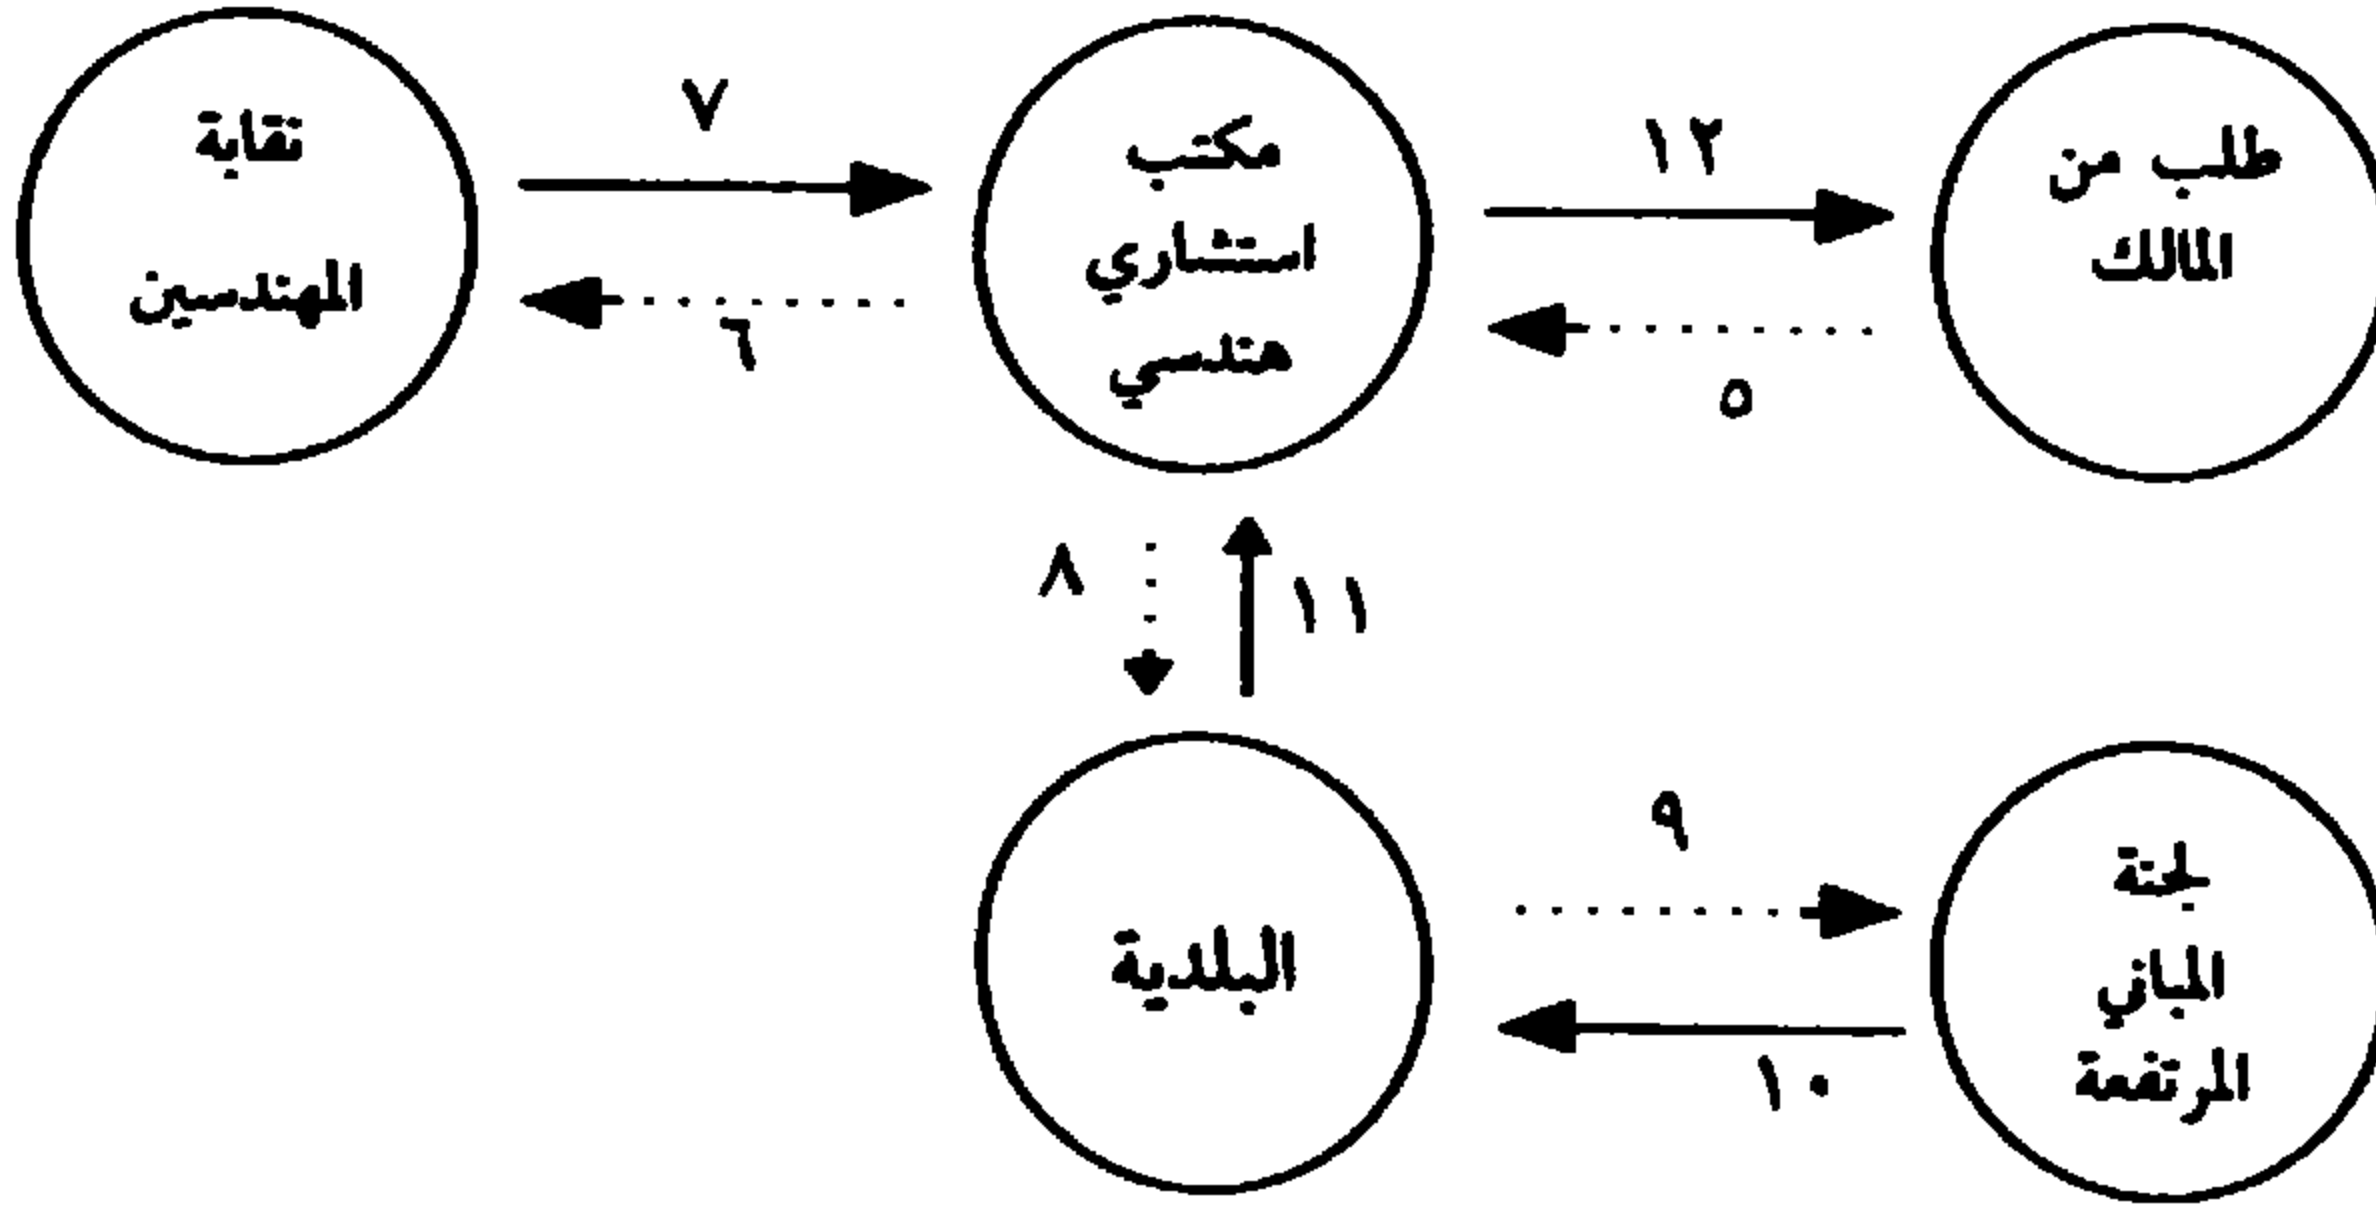 طلب من
المالك
١٢
٥
مكتب
استشاري
هندسي
٧
٦
نقابة
المهندسين
١١
٨
البلدية
٩
١٠
لجنة
المباني
المرتفعة